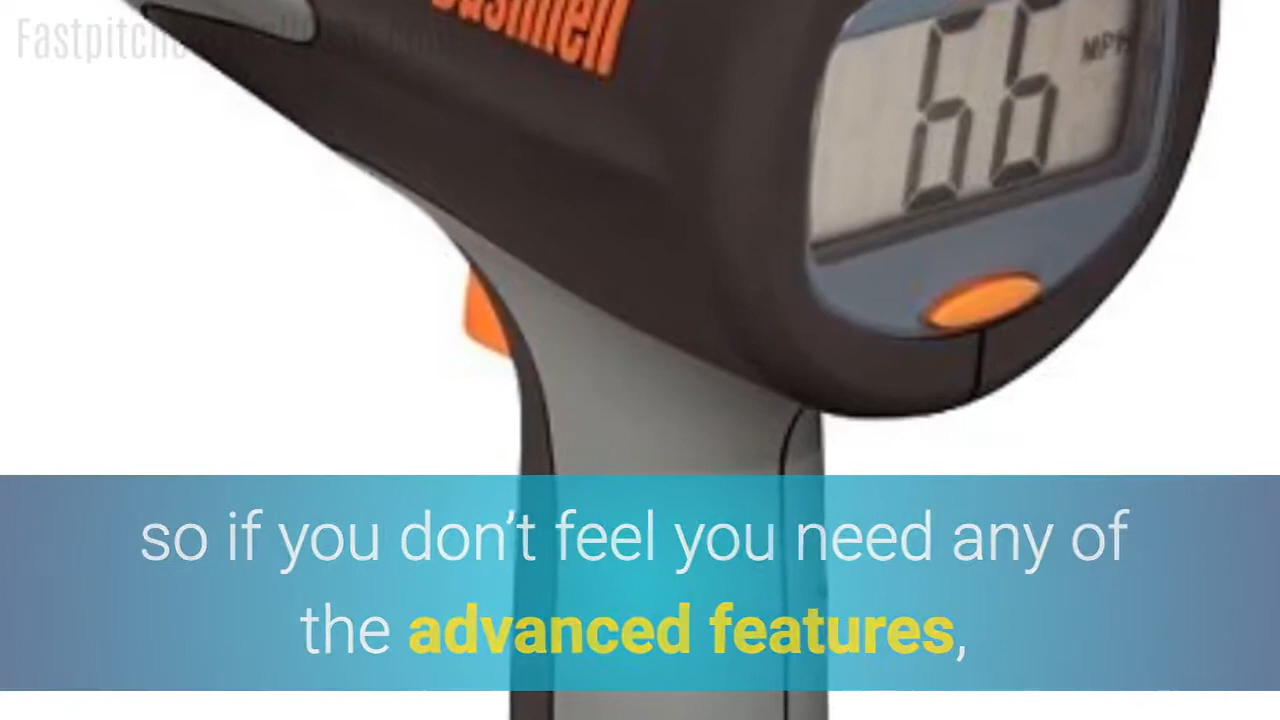 Bushnell
66 MPH
so if you don't feel you need any of
the advanced features,